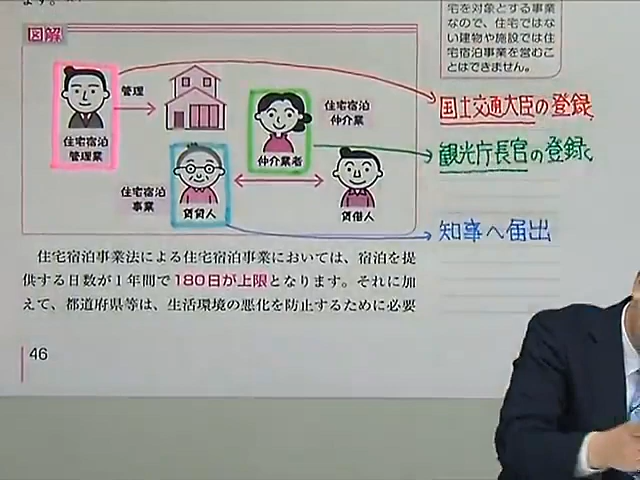 ます。
宅を対象とする事業
なので、住宅ではな
い建物や施設では住
宅宿泊事業を営むこ
とはできません。
図解
管理
住宅宿泊
管理業
住宅宿泊
仲介業
仲介業者
住宅宿泊
事業
賃貸人
賃借人
国土交通大臣の登録
観光庁長官の登録
知事へ届出
住宅宿泊事業法による住宅宿泊事業においては、宿泊を提
供する日数が1年間で180日が上限となります。それに加
えて、都道府県等は、生活環境の悪化を防止するために必要
46